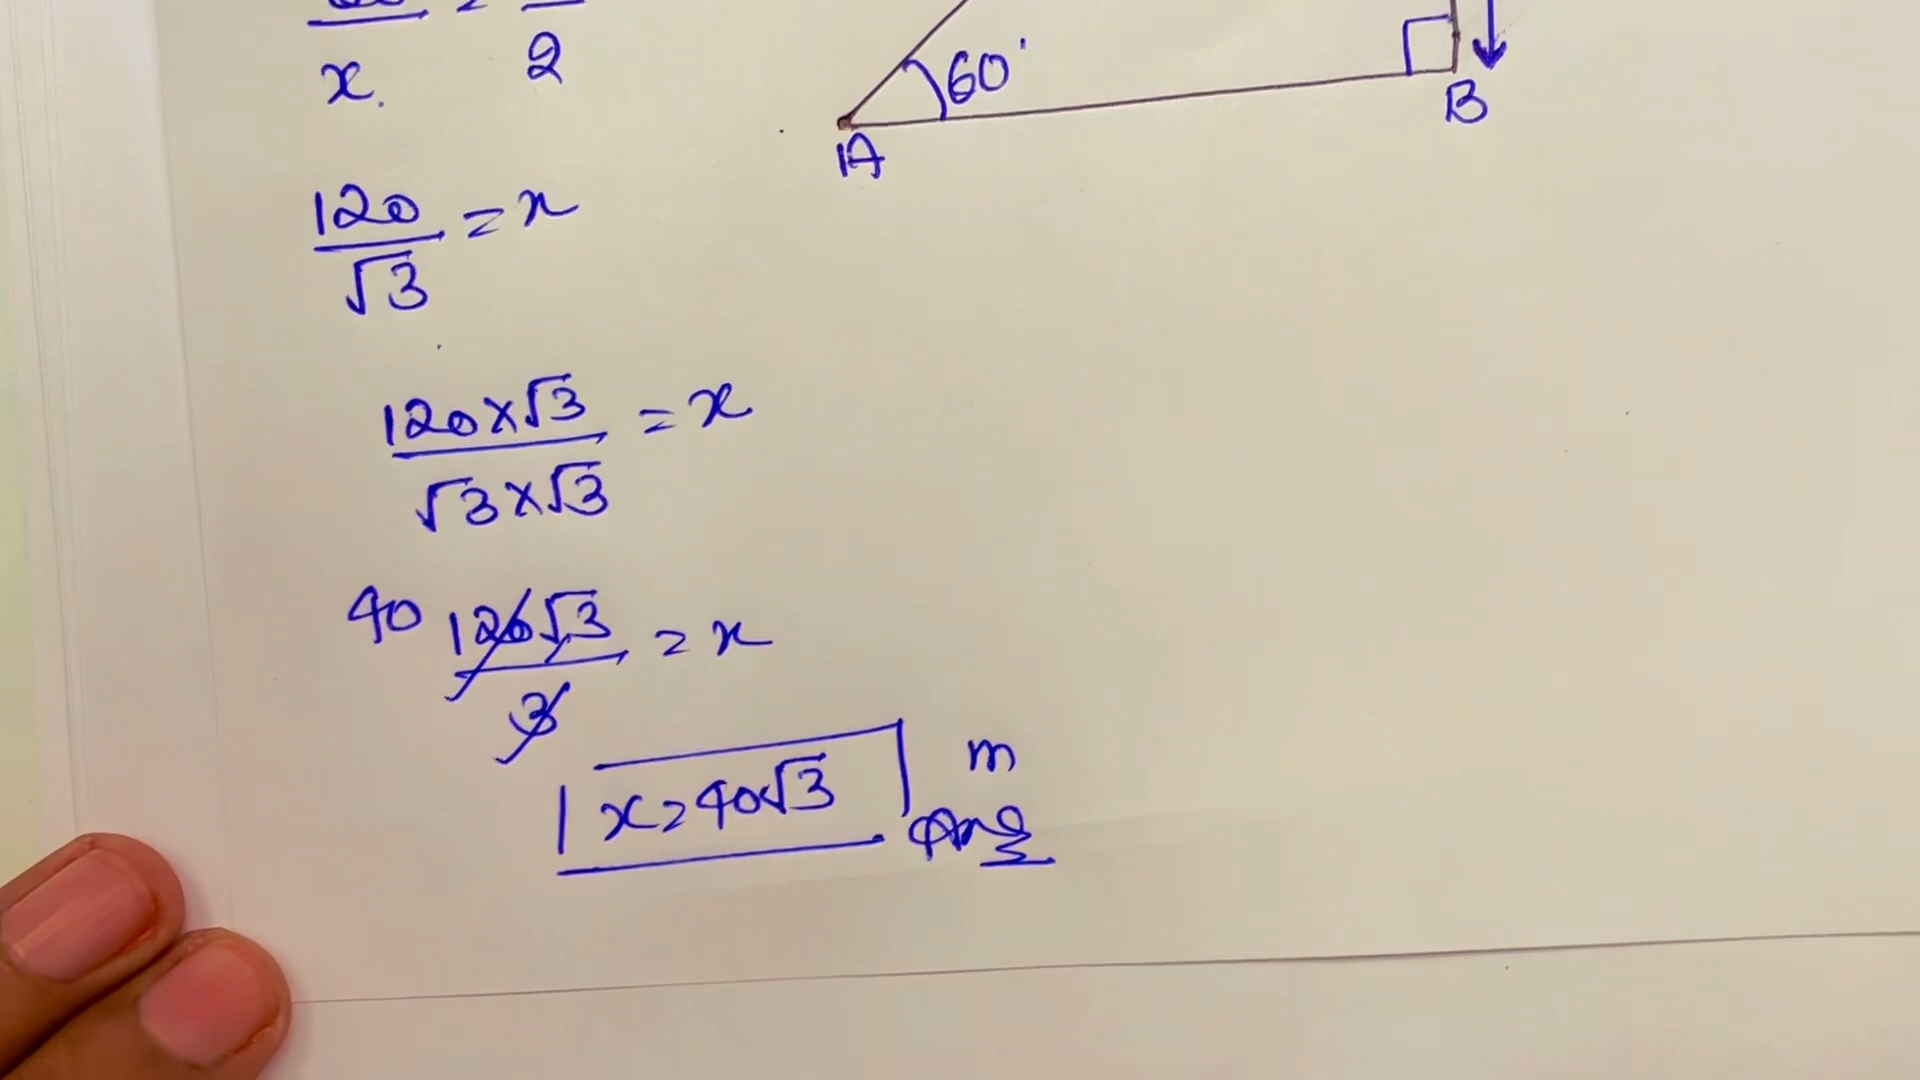 x. 2
60°
A
B
120/√3 = x
120×√3/√3×√3 = x
40 120√3/3 = x
x = 40√3 m
Ans